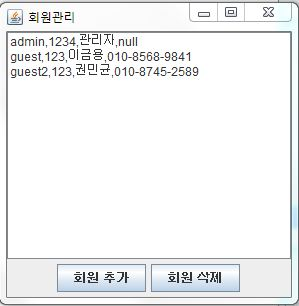 회원관리
admin,1234,관리자,null
guest,123,이금용,010-8568-9841
guest2,123,권민균,010-8745-2589
회원 추가
회원 삭제